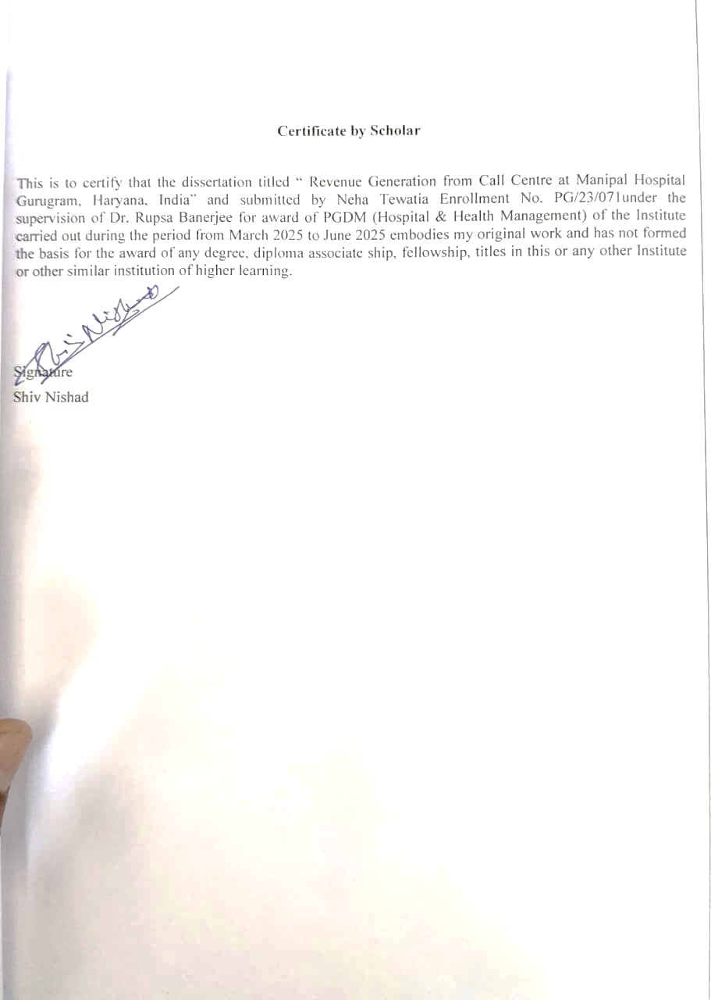 Certificate by Scholar
This is to certify that the dissertation titled “ Revenue Generation from Call Centre at Manipal Hospital
Gurugram, Haryana, India” and submitted by Neha Tewatia Enrollment No. PG/23/071under the
supervision of Dr. Rupsa Banerjee for award of PGDM (Hospital & Health Management) of the Institute
carried out during the period from March 2025 to June 2025 embodies my original work and has not formed
the basis for the award of any degree, diploma associate ship, fellowship, titles in this or any other Institute
or other similar institution of higher learning.
Shiv Nishad
Signature
Shiv Nishad